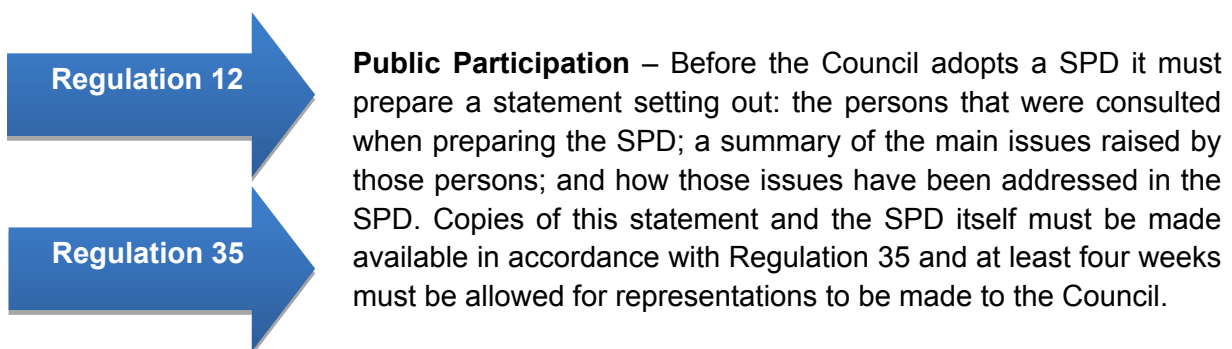 Regulation 12
Regulation 35
Public Participation – Before the Council adopts a SPD it must
prepare a statement setting out: the persons that were consulted
when preparing the SPD; a summary of the main issues raised by
those persons; and how those issues have been addressed in the
SPD. Copies of this statement and the SPD itself must be made
available in accordance with Regulation 35 and at least four weeks
must be allowed for representations to be made to the Council.